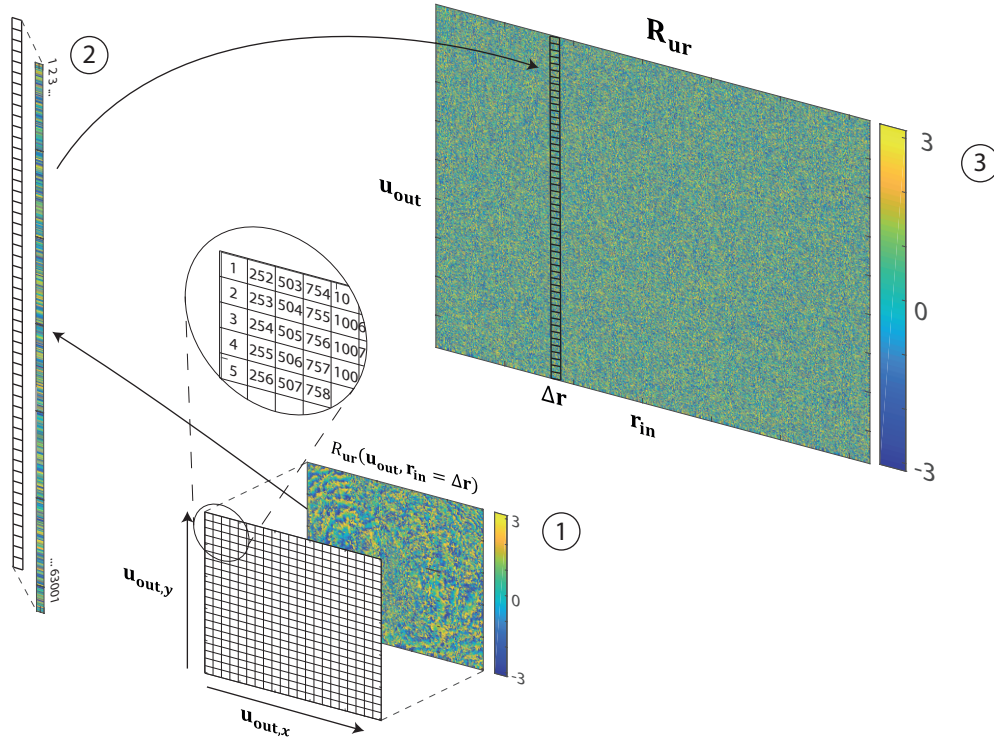 2
1 2 3 ...
... 63001
R_ur
u_out
Δr
r_in
3
0
-3
3
1 252 503 754 10
2 253 504 755 1006
3 254 505 756 1007
4 255 506 757 100
5 256 507 758
R_ur(u_out, r_in = Δr)
3
0
-3
1
u_out,y
u_out,x